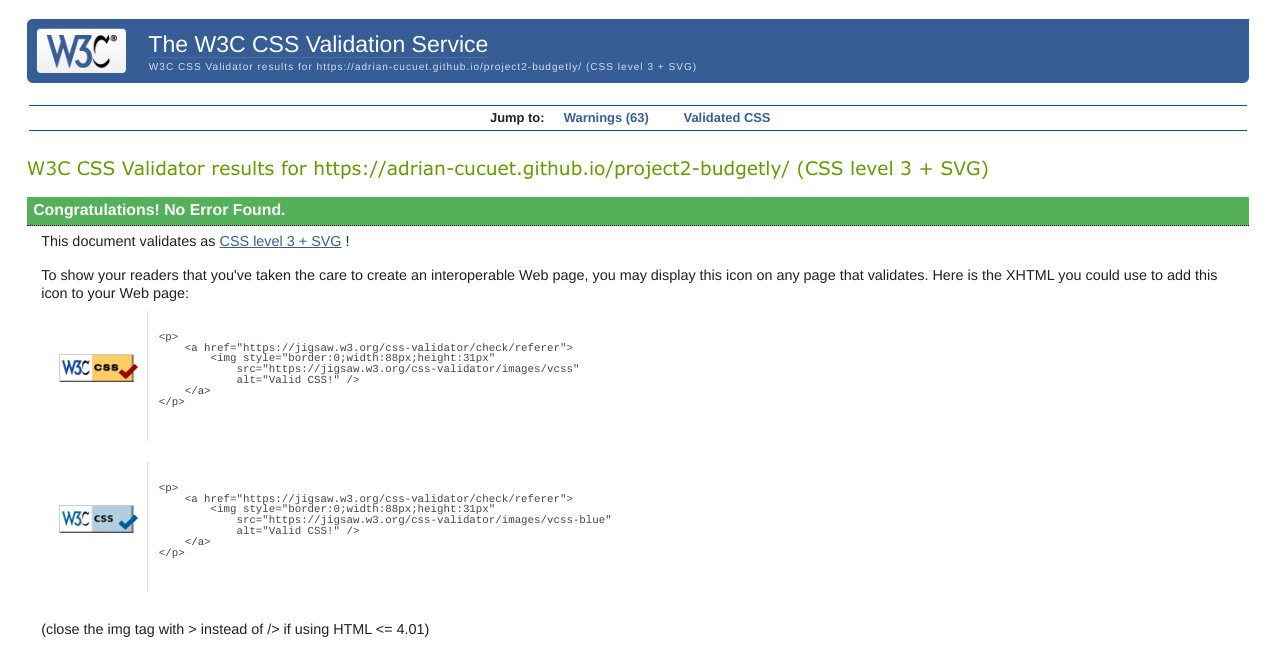 W3C® The W3C CSS Validation Service
W3C CSS Validator results for https://adrian-cucuet.github.io/project2-budgetly/ (CSS level 3 + SVG)
Jump to: Warnings (63) Validated CSS
W3C CSS Validator results for https://adrian-cucuet.github.io/project2-budgetly/ (CSS level 3 + SVG)
Congratulations! No Error Found.
This document validates as CSS level 3 + SVG !
To show your readers that you've taken the care to create an interoperable Web page, you may display this icon on any page that validates. Here is the XHTML you could use to add this
icon to your Web page:
W3C css
<p>
    <a href="https://jigsaw.w3.org/css-validator/check/referer">
        <img style="border:0;width:88px;height:31px"
            src="https://jigsaw.w3.org/css-validator/images/vcss"
            alt="Valid CSS!" />
    </a>
</p>
W3C css
<p>
    <a href="https://jigsaw.w3.org/css-validator/check/referer">
        <img style="border:0;width:88px;height:31px"
            src="https://jigsaw.w3.org/css-validator/images/vcss-blue"
            alt="Valid CSS!" />
    </a>
</p>
(close the img tag with > instead of /> if using HTML <= 4.01)